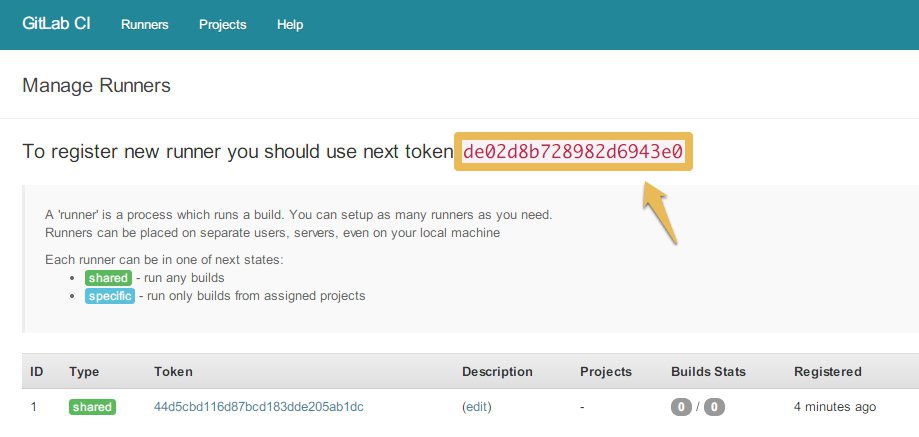 GitLab CI Runners Projects Help
Manage Runners
To register new runner you should use next token de02d8b728982d6943e0
A 'runner' is a process which runs a build. You can setup as many runners as you need.
Runners can be placed on separate users, servers, even on your local machine
Each runner can be in one of next states:
• shared - run any builds
• specific - run only builds from assigned projects
ID Type Token Description Projects Builds Stats Registered
1 shared 44d5cbd116d87bcd183dde205ab1dc (edit) - 0 / 0 4 minutes ago